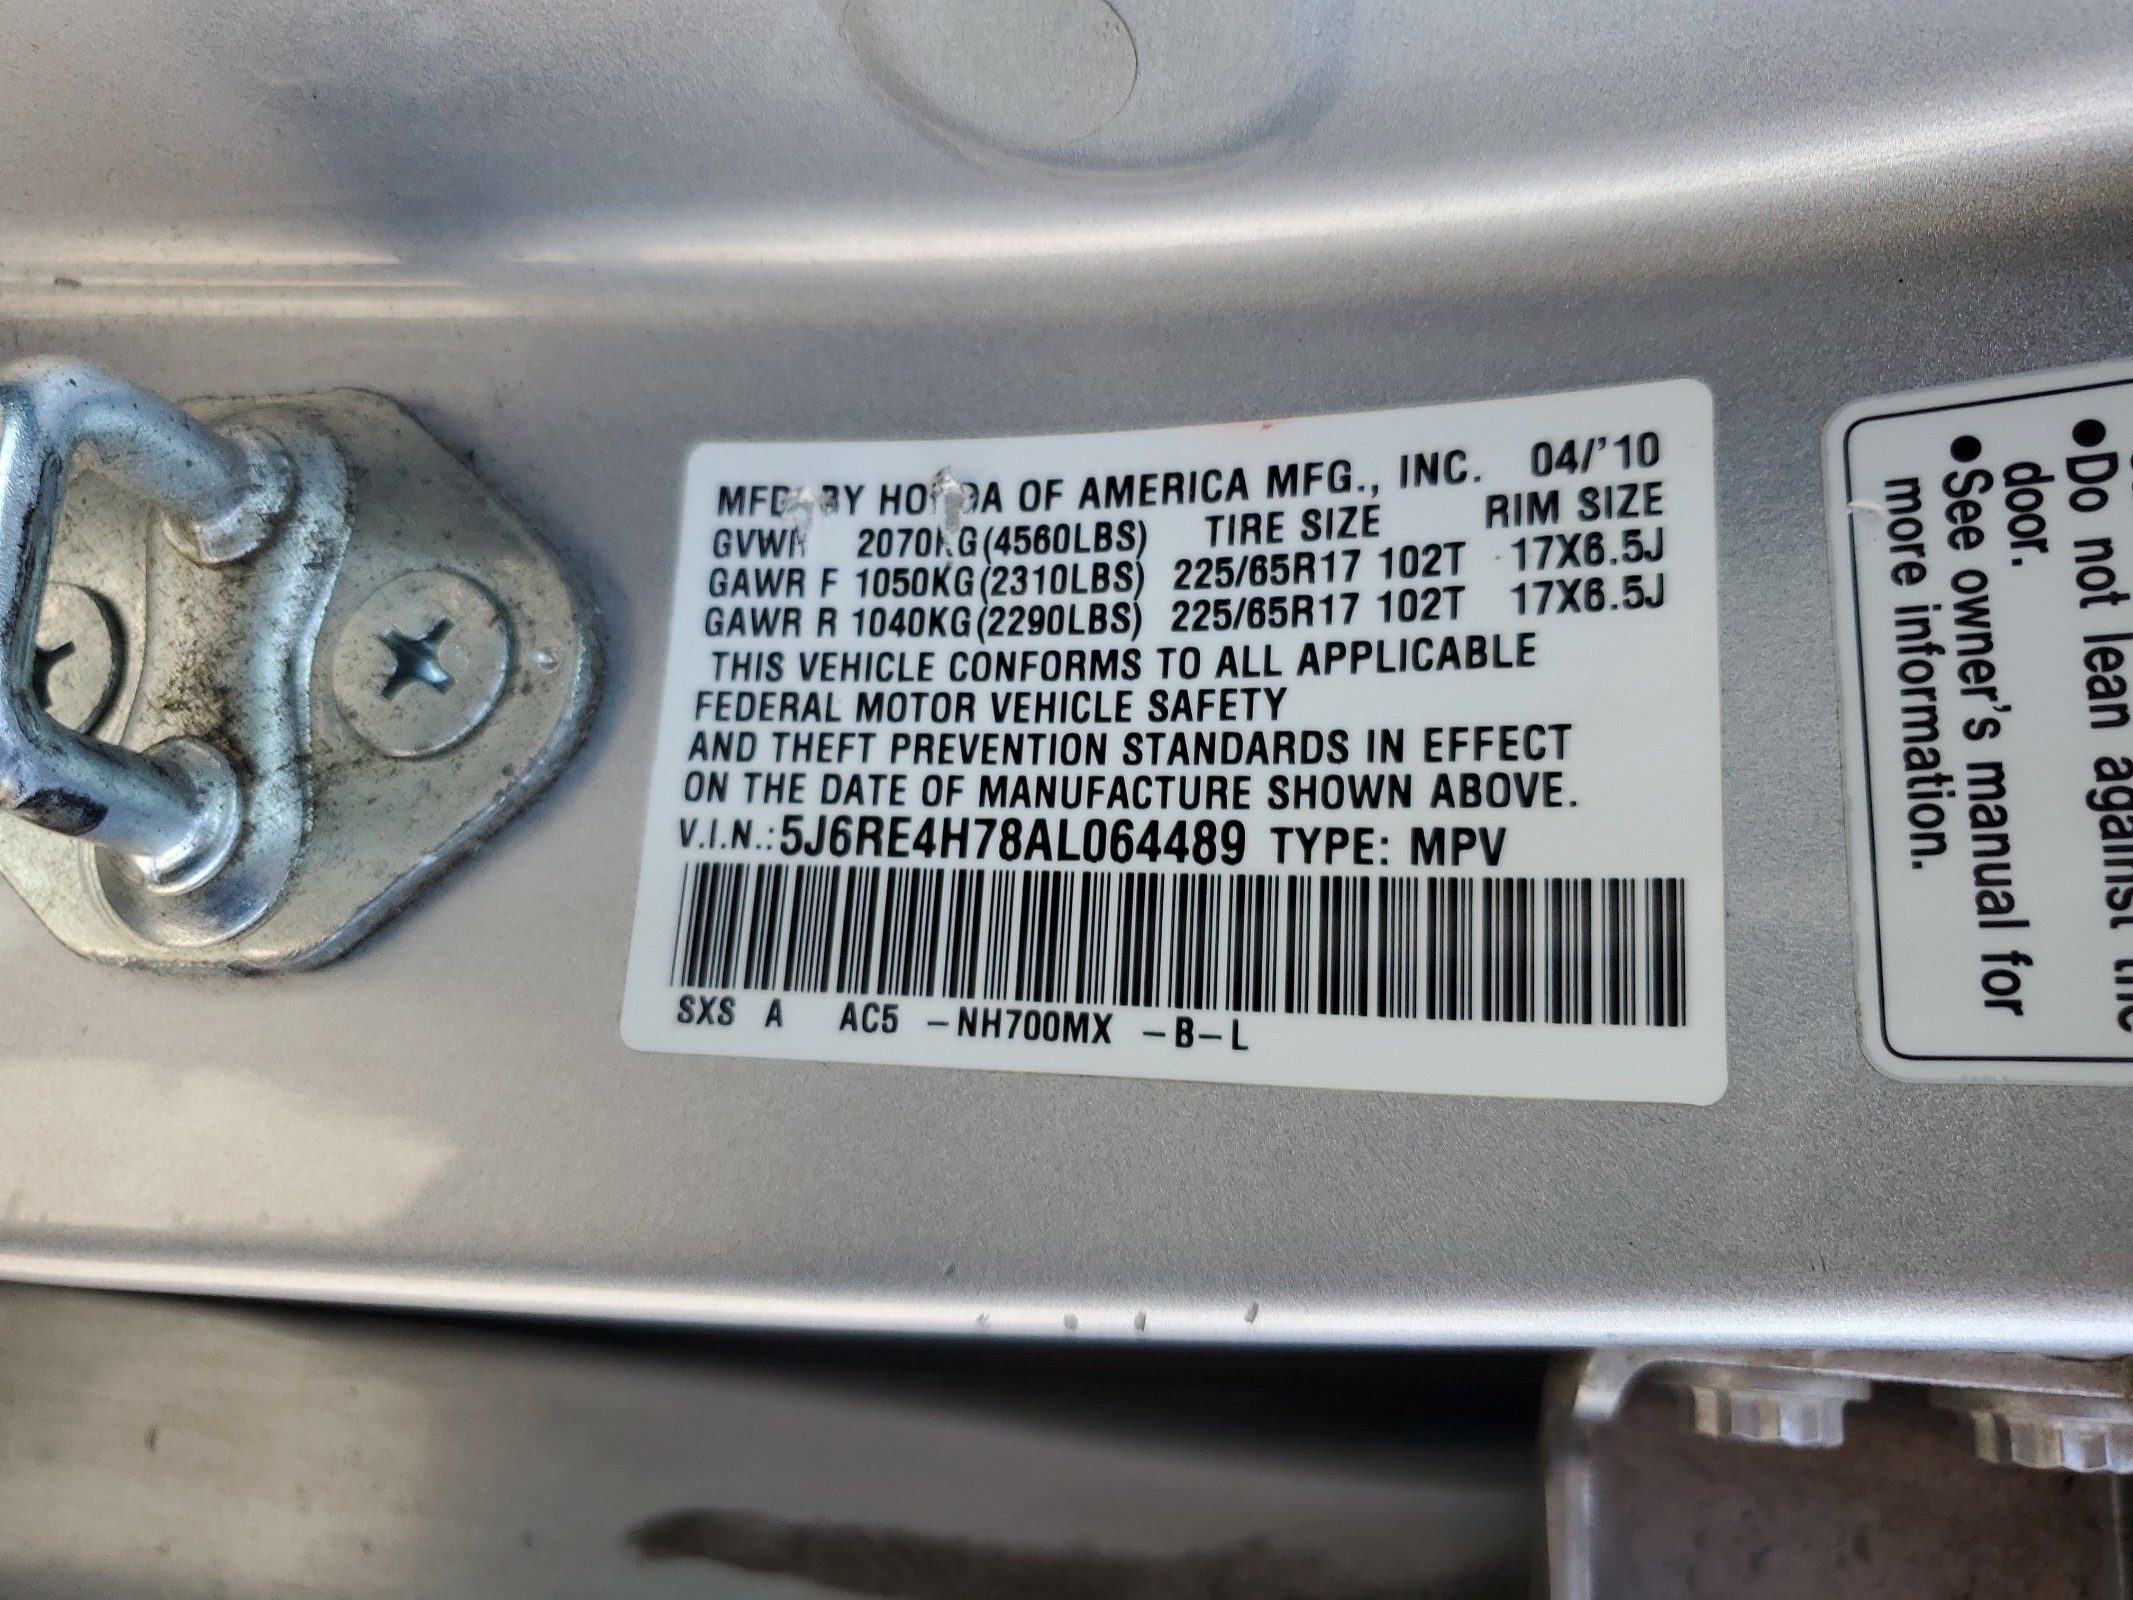 MFD BY HONDA OF AMERICA MFG., INC. 04/'10
GVWR 2070KG(4560LBS) TIRE SIZE RIM SIZE
GAWR F 1050KG(2310LBS) 225/65R17 102T 17X6.5J
GAWR R 1040KG(2290LBS) 225/65R17 102T 17X6.5J
THIS VEHICLE CONFORMS TO ALL APPLICABLE
FEDERAL MOTOR VEHICLE SAFETY
AND THEFT PREVENTION STANDARDS IN EFFECT
ON THE DATE OF MANUFACTURE SHOWN ABOVE.
V.I.N.:5J6RE4H78AL064489 TYPE: MPV
SXS A AC5 -NH700MX -B-L
●Do not lean against the
door.
●See owner's manual for
more information.